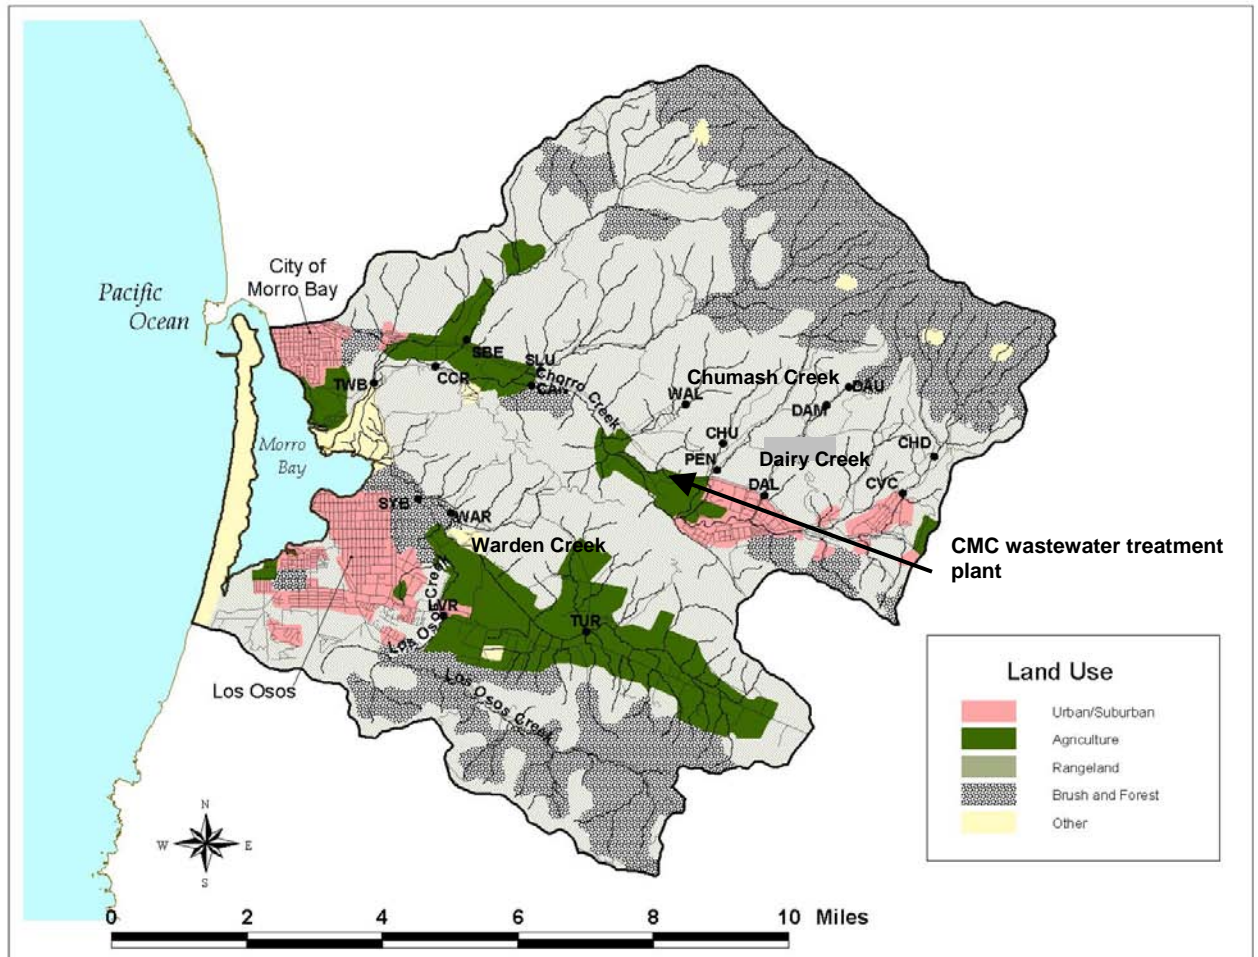 City of
Morro Bay
Pacific
Ocean
SBE
SLU
TWB
CCR
Chorro Creek
Chumash Creek
DAU
WAL
DAM
CHU
CHD
Morro
Bay
PEN
Dairy Creek
DAL
CVC
SYB
WAR
Warden Creek
CMC wastewater treatment
plant
LVR
TUR
Los Osos Creek
Los Osos
Los Osos Creek
Land Use
Urban/Suburban
Agriculture
Rangeland
Brush and Forest
Other
N
W
E
S
0
2
4
6
8
10 Miles